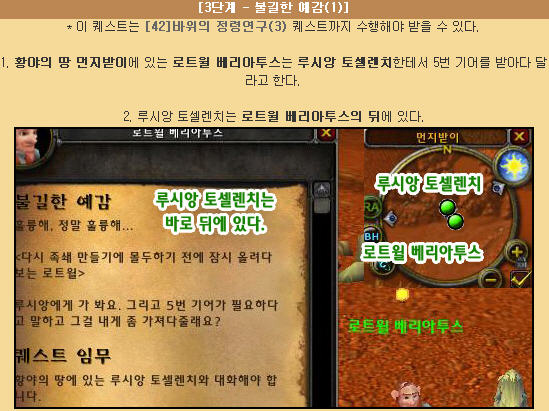 [3단계 - 불길한 예감(1)]
* 이 퀘스트는 [42]바위의 정령연구(3) 퀘스트까지 수행해야 받을 수 있다.
1. 황야의 땅 먼지받이에 있는 로트윌 베리아투스는 루시앙 토셀렌치한테서 5번 기어를 받아다 달
라고 한다.
2. 루시앙 토셀렌치는 로트윌 베리아투스의 뒤에 있다.
로트윌 베리아투스
불길한 예감
훌륭해, 정말 훌륭해...
<다시 족쇄 만들기에 몰두하기 전에 잠시 올려다
보는 로트윌>
루시앙에게 가 봐요. 그리고 5번 기어가 필요하다
고 말하고 그걸 내게 좀 가져다줄래요?
퀘스트 임무
황야의 땅에 있는 루시앙 토셀렌치와 대화해야 합
니다.
루시앙 토셀렌치는
바로 뒤에 있다.
먼지받이
N
루시앙 토셀렌치
RA
BH
로트윌 베리아투스
로트윌 베리아투스